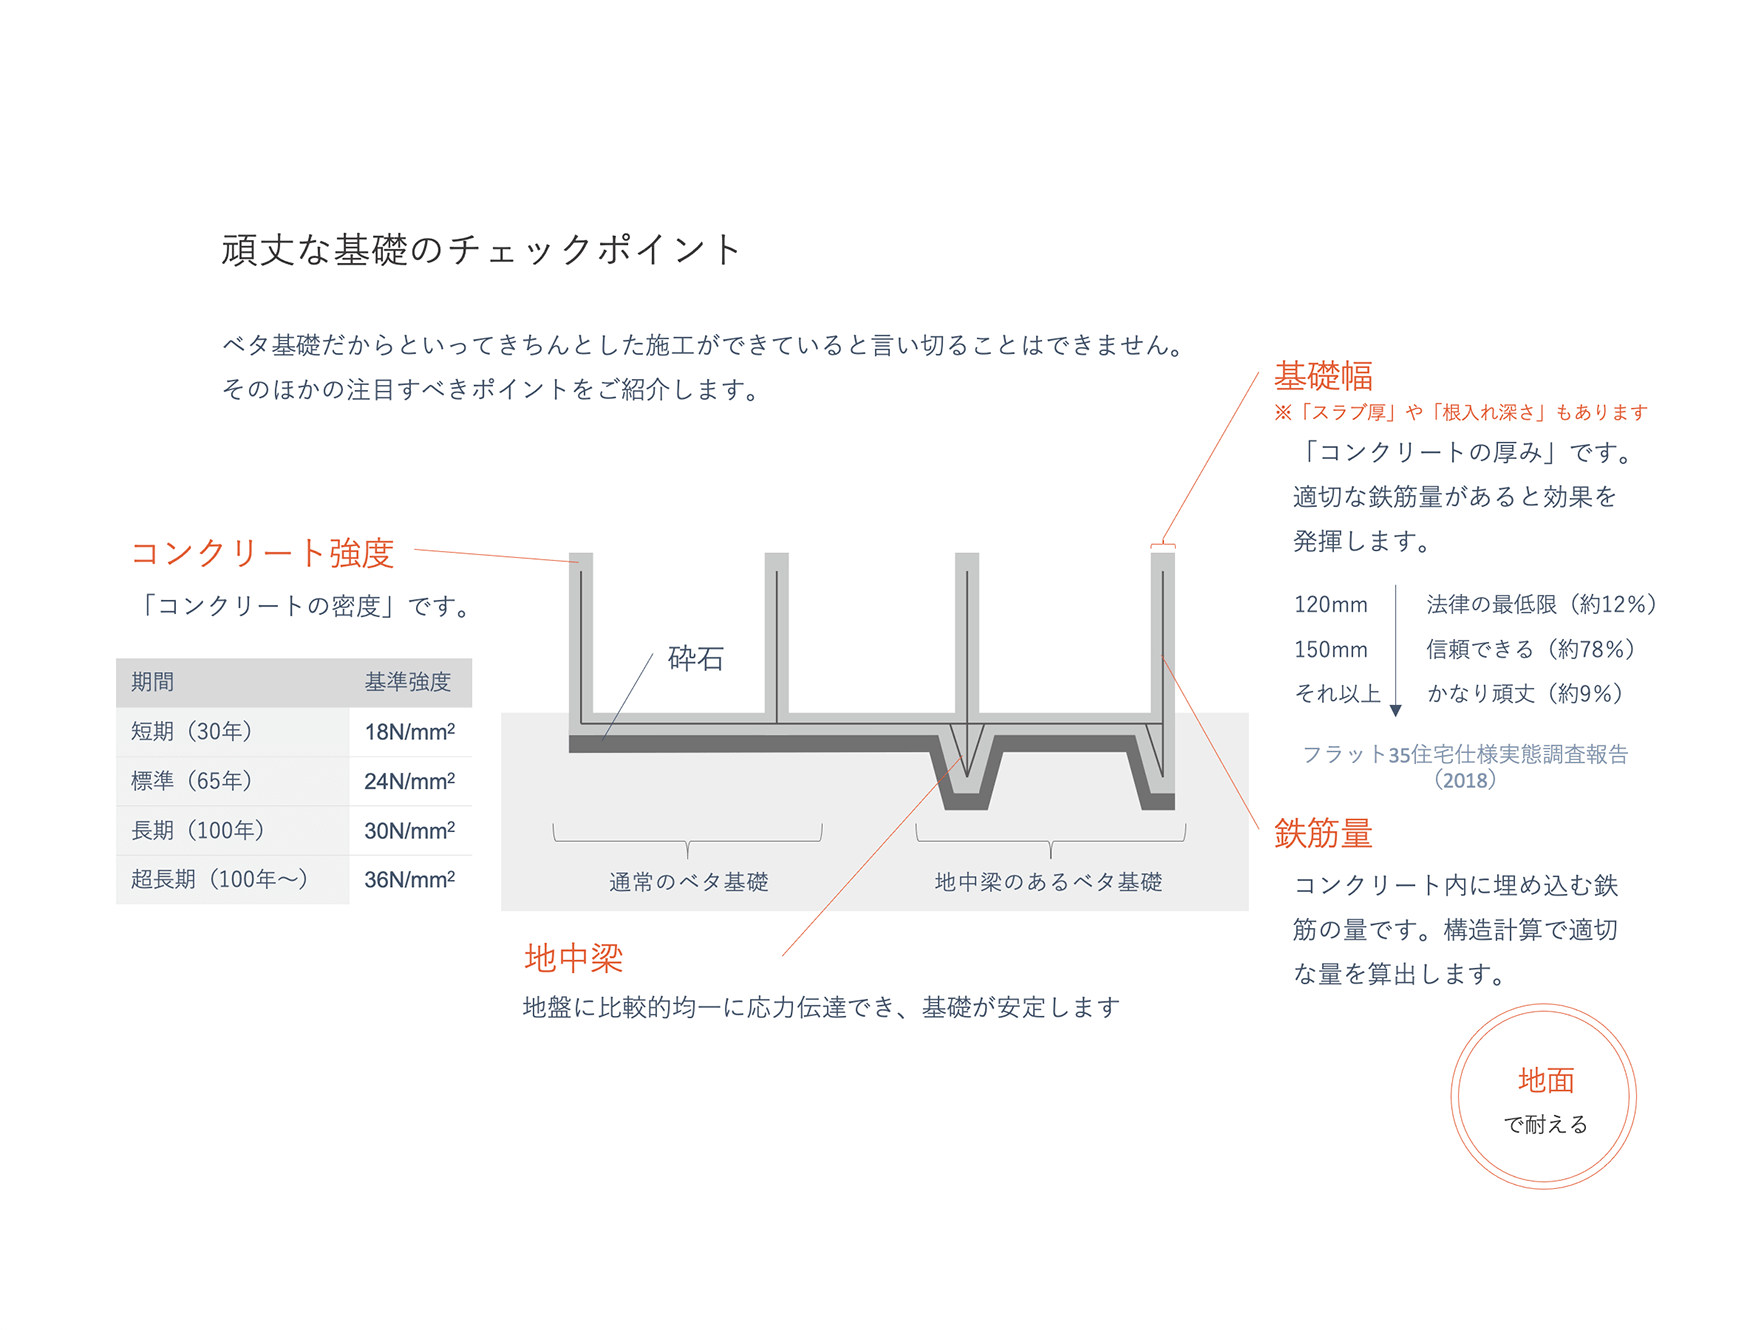 頑丈な基礎のチェックポイント
ベタ基礎だからといってきちんとした施工ができていると言い切ることはできません。
そのほかの注目すべきポイントをご紹介します。
コンクリート強度
「コンクリートの密度」です。
期間 基準強度
短期（30年） 18N/mm²
標準（65年） 24N/mm²
長期（100年） 30N/mm²
超長期（100年〜） 36N/mm²
砕石
通常のベタ基礎
地中梁のあるベタ基礎
地中梁
地盤に比較的均一に応力伝達でき、基礎が安定します
基礎幅
※「スラブ厚」や「根入れ深さ」もあります
「コンクリートの厚み」です。
適切な鉄筋量があると効果を
発揮します。
120mm 法律の最低限（約12%）
150mm 信頼できる（約78%）
それ以上 かなり頑丈（約9%）
フラット35住宅仕様実態調査報告
（2018）
鉄筋量
コンクリート内に埋め込む鉄
筋の量です。構造計算で適切
な量を算出します。
地面
で耐える